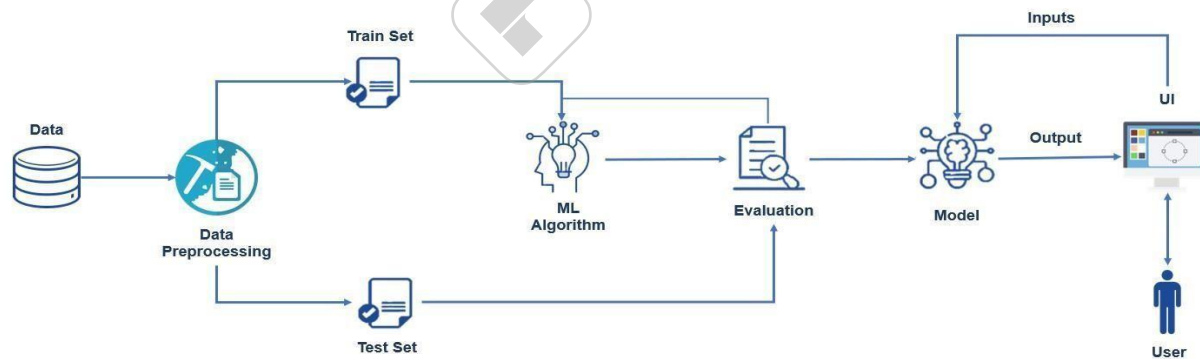 Inputs
Train Set
UI
Data
Output
ML
Algorithm
Evaluation
Model
Data
Preprocessing
Test Set
User